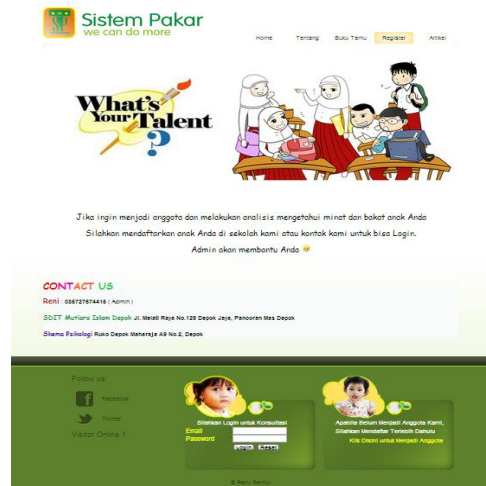 Sistem Pakar
we can do more
Home Tentang Buku Tamu Register Artikel
What's
Your Talent
?
Jika ingin menjadi anggota dan melakukan analisis mengetahui minat dan bakat anak Anda
Silahkan mendaftarkan anak Anda di sekolah kami atau kontak kami untuk bisa Login.
Admin akan membantu Anda
CONTACT US
Reni : 085727874415 ( Admin )
SDIT Mutiara Islam Depok Jl. Melati Raya No.129 Depok Jaya, Pancoran Mas Depok
Skema Psikologi Ruko Depok Maharaja A9 No.2, Depok
Follow us
Facebook
Twitter
Visitor Online 1
Silahkan Login untuk Konsultasi
Email
Password
Login Reset
Apabila Belum Menjadi Anggota Kami,
Silahkan Mendaftar Terlebih Dahulu
Klik Disini untuk Menjadi Anggota